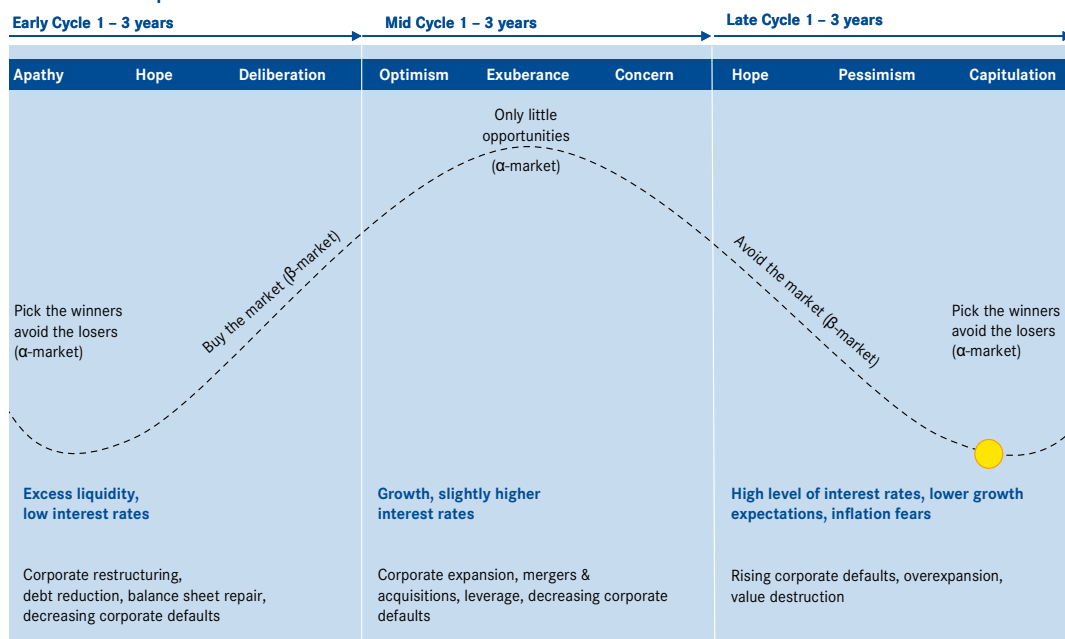 Early Cycle 1 – 3 years
Mid Cycle 1 – 3 years
Late Cycle 1 – 3 years
Apathy
Hope
Deliberation
Optimism
Exuberance
Concern
Hope
Pessimism
Capitulation
Only little
opportunities
(α-market)
Buy the market (β-market)
Avoid the market (β-market)
Pick the winners
avoid the losers
(α-market)
Pick the winners
avoid the losers
(α-market)
Excess liquidity,
low interest rates
Growth, slightly higher
interest rates
High level of interest rates, lower growth
expectations, inflation fears
Corporate restructuring,
debt reduction, balance sheet repair,
decreasing corporate defaults
Corporate expansion, mergers &
acquisitions, leverage, decreasing corporate
defaults
Rising corporate defaults, overexpansion,
value destruction